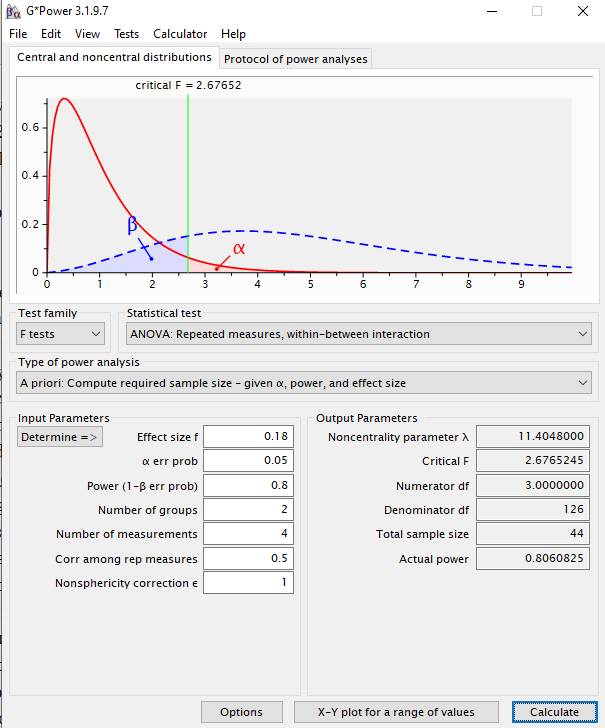 G*Power 3.1.9.7
File Edit View Tests Calculator Help
Central and noncentral distributions Protocol of power analyses
critical F = 2.67652
0.6
0.4
0.2
0
β
α
0 1 2 3 4 5 6 7 8 9
Test family Statistical test
F tests ANOVA: Repeated measures, within-between interaction
Type of power analysis
A priori: Compute required sample size - given α, power, and effect size
Input Parameters Output Parameters
Determine => Effect size f 0.18 Noncentrality parameter λ 11.4048000
α err prob 0.05 Critical F 2.6765245
Power (1-β err prob) 0.8 Numerator df 3.0000000
Number of groups 2 Denominator df 126
Number of measurements 4 Total sample size 44
Corr among rep measures 0.5 Actual power 0.8060825
Nonsphericity correction ϵ 1
Options X-Y plot for a range of values Calculate